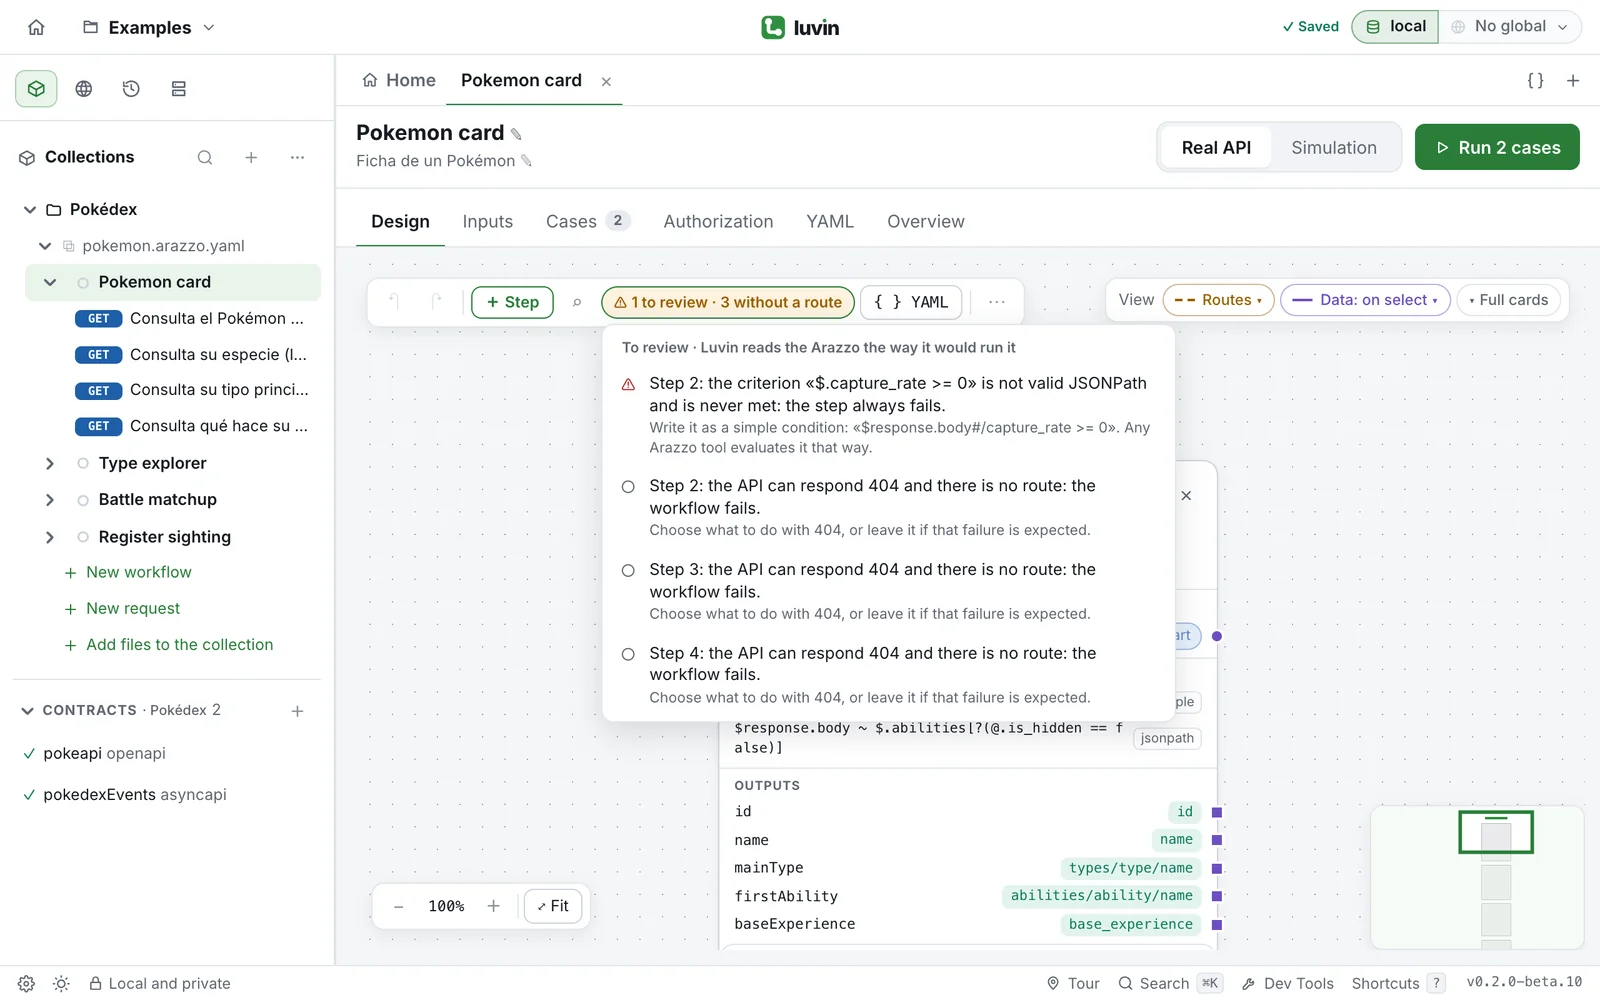 Examples
luvin
Saved
local
No global
Home
Pokemon card
Collections
Pokédex
pokemon.arazzo.yaml
Pokemon card
GET Consulta el Pokémon ...
GET Consulta su especie (l...
GET Consulta su tipo princi...
GET Consulta qué hace su ...
Type explorer
Battle matchup
Register sighting
+ New workflow
+ New request
+ Add files to the collection
CONTRACTS · Pokédex 2
pokeapi openapi
pokedexEvents asyncapi
Pokemon card
Ficha de un Pokémon
Real API
Simulation
Run 2 cases
Design
Inputs
Cases 2
Authorization
YAML
Overview
+ Step
1 to review · 3 without a route
{ } YAML
View
Routes
Data: on select
Full cards
To review · Luvin reads the Arazzo the way it would run it
Step 2: the criterion «$.capture_rate >= 0» is not valid JSONPath
and is never met: the step always fails.
Write it as a simple condition: «$response.body#/capture_rate >= 0». Any
Arazzo tool evaluates it that way.
Step 2: the API can respond 404 and there is no route: the
workflow fails.
Choose what to do with 404, or leave it if that failure is expected.
Step 3: the API can respond 404 and there is no route: the
workflow fails.
Choose what to do with 404, or leave it if that failure is expected.
Step 4: the API can respond 404 and there is no route: the
workflow fails.
Choose what to do with 404, or leave it if that failure is expected.
$response.body ~ $.abilities[?(@.is_hidden == f
alse)]
jsonpath
OUTPUTS
id id
name name
mainType types/type/name
firstAbility abilities/ability/name
baseExperience base_experience
− 100% +
Fit
Local and private
Tour
Search ⌘K
Dev Tools
Shortcuts ?
v0.2.0-beta.10